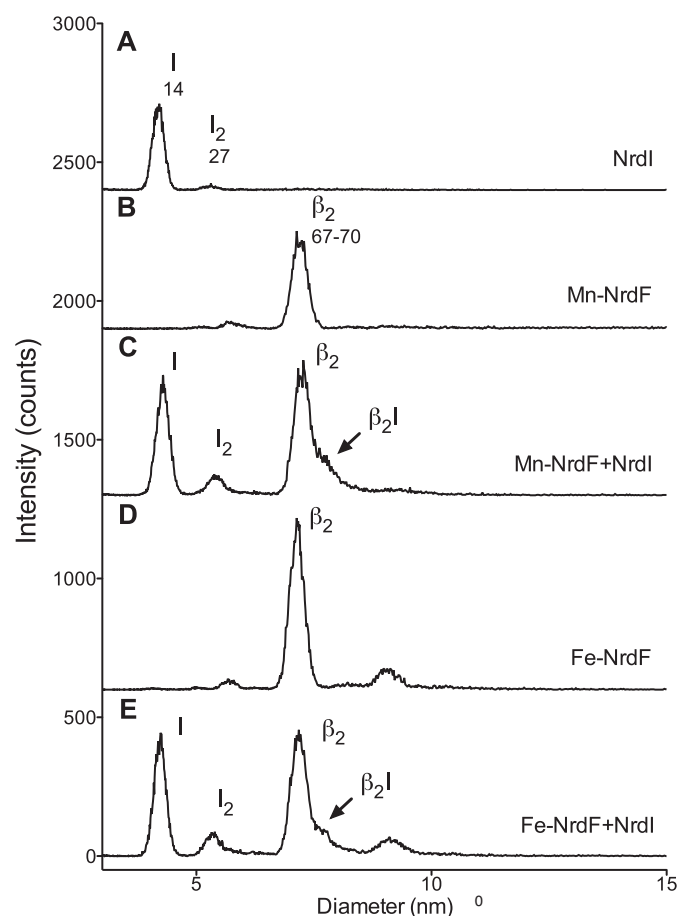 3000
A
I
14
I2
27
2500
NrdI
B
β2
67-70
Mn-NrdF
2000
C
I
β2
I2
β2I
1500
Mn-NrdF+NrdI
D
β2
1000
Fe-NrdF
500
E
I
β2
I2
β2I
Fe-NrdF+NrdI
0
5
10
15
Diameter (nm) 0
Intensity (counts)